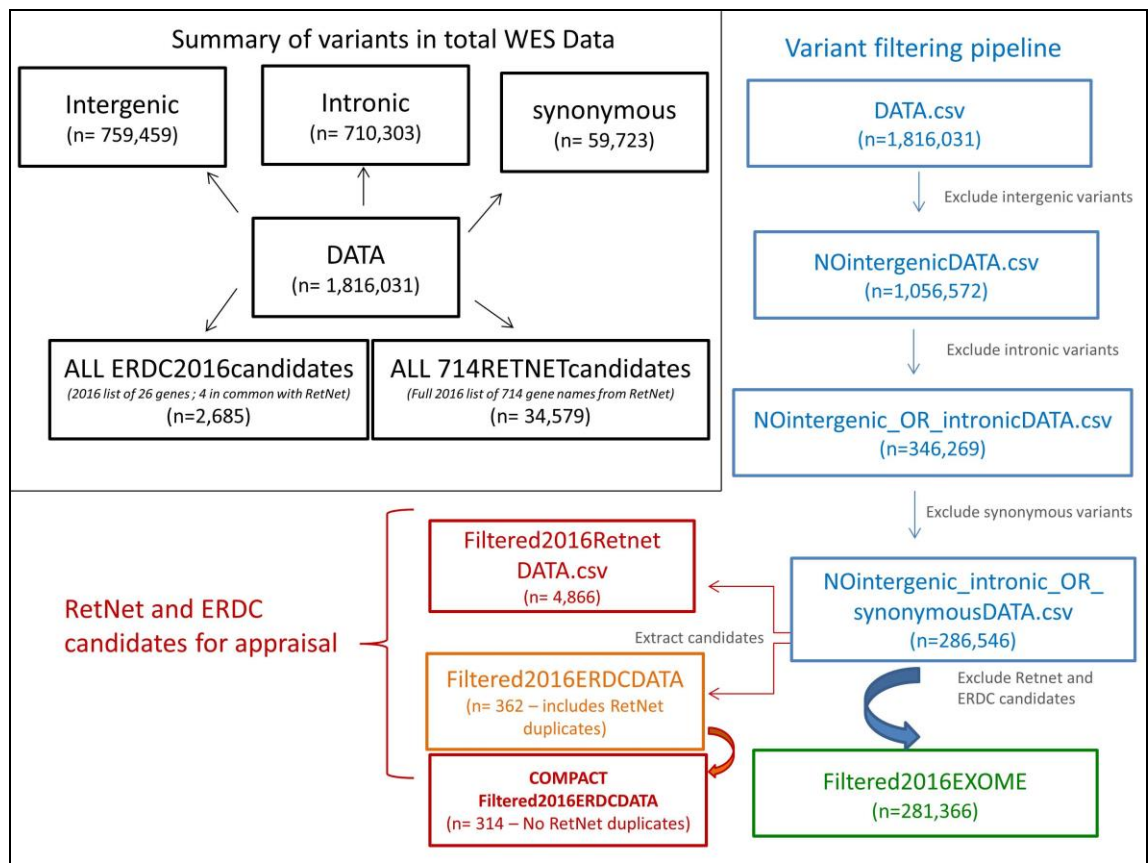 Summary of variants in total WES Data
Intergenic
(n= 759,459)
Intronic
(n= 710,303)
synonymous
(n= 59,723)
DATA
(n= 1,816,031)
ALL ERDC2016candidates
(2016 list of 26 genes ; 4 in common with RetNet)
(n=2,685)
ALL 714RETNETcandidates
(Full 2016 list of 714 gene names from RetNet)
(n= 34,579)
Variant filtering pipeline
DATA.csv
(n=1,816,031)
Exclude intergenic variants
NOintergenicDATA.csv
(n=1,056,572)
Exclude intronic variants
NOintergenic_OR_intronicDATA.csv
(n=346,269)
Exclude synonymous variants
NOintergenic_intronic_OR_
synonymousDATA.csv
(n=286,546)
Exclude Retnet and
ERDC candidates
Filtered2016EXOME
(n=281,366)
Extract candidates
Filtered2016Retnet
DATA.csv
(n= 4,866)
Filtered2016ERDCDATA
(n= 362 – includes RetNet
duplicates)
COMPACT
Filtered2016ERDCDATA
(n= 314 – No RetNet duplicates)
RetNet and ERDC
candidates for appraisal